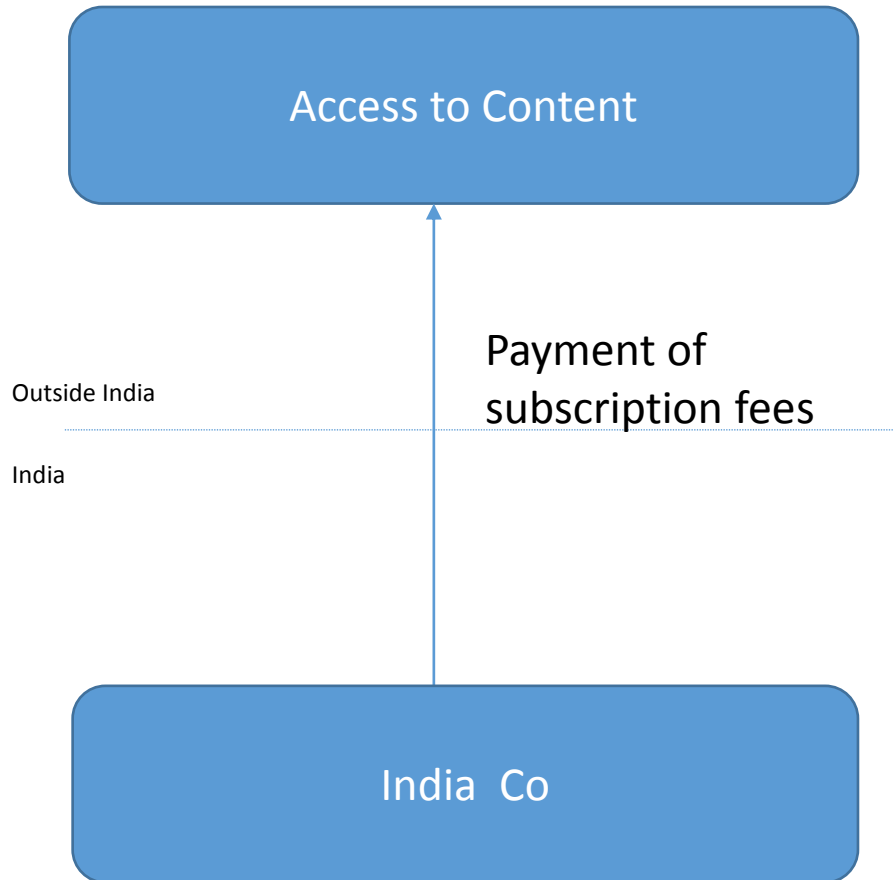 Access to Content
Payment of
subscription fees
Outside India
India
India  Co